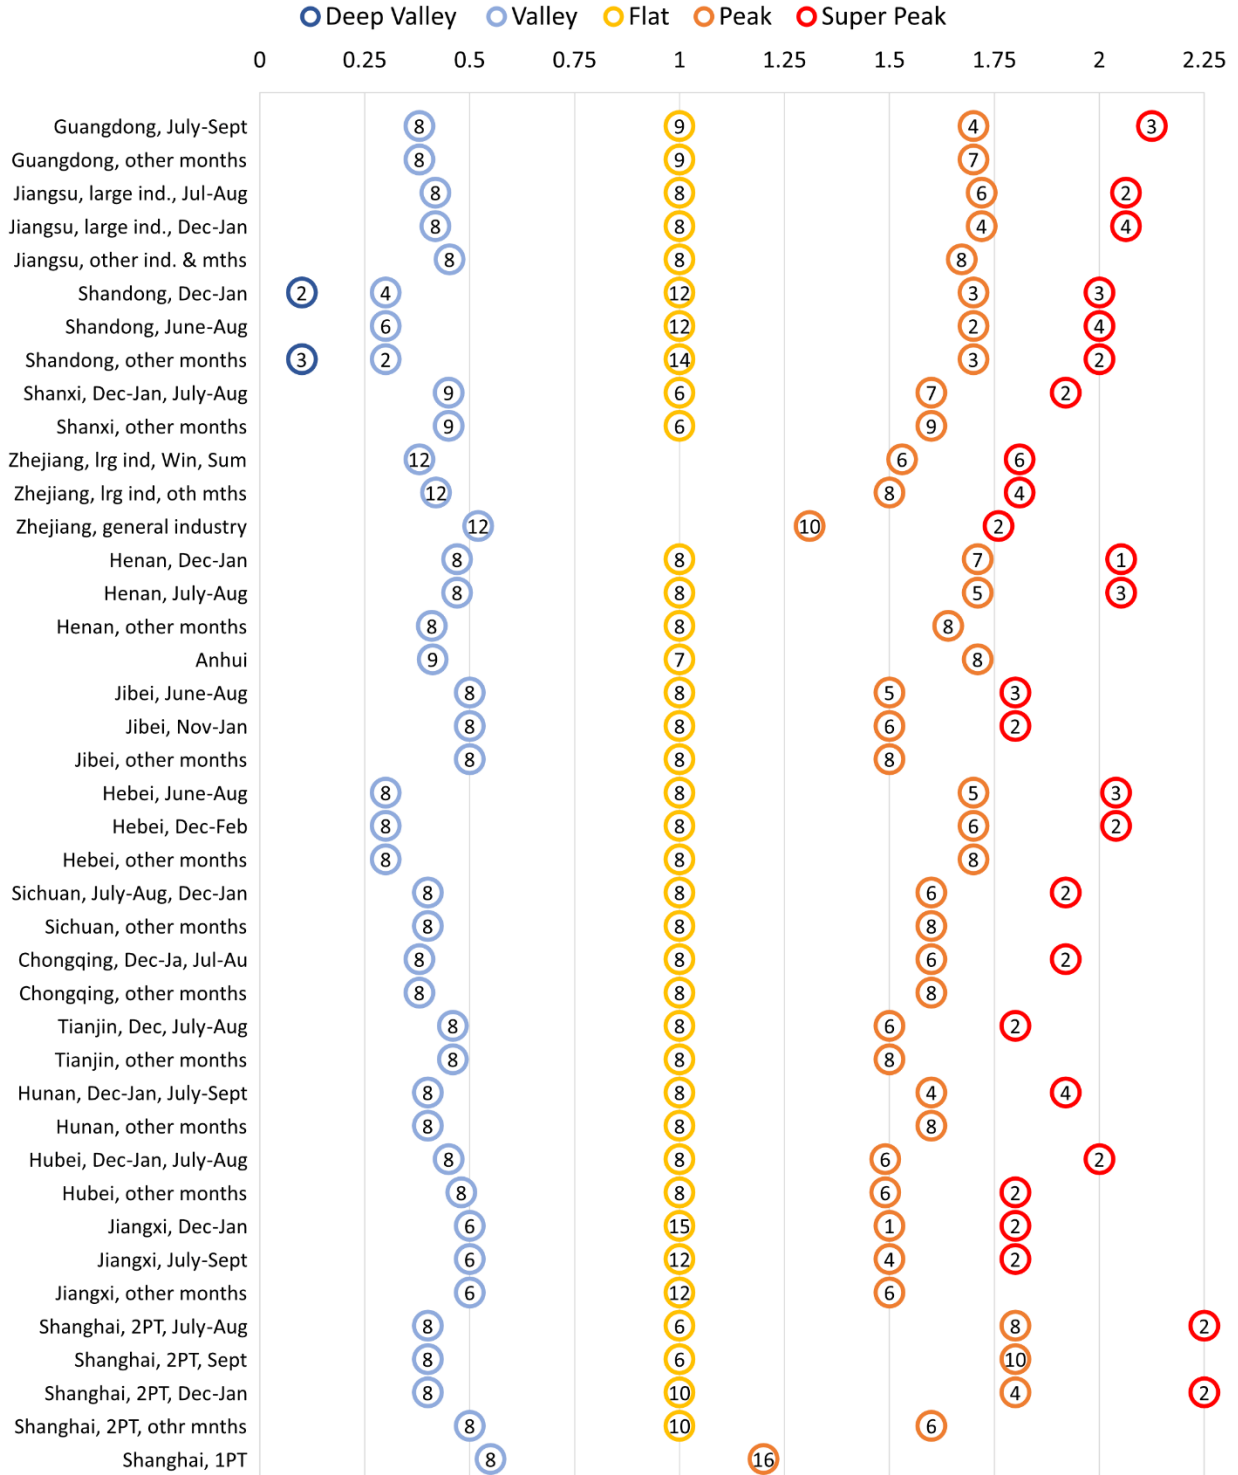 Deep Valley Valley Flat Peak Super Peak
0 0.25 0.5 0.75 1 1.25 1.5 1.75 2 2.25
Guangdong, July-Sept 8 9 4 3
Guangdong, other months 8 9 7
Jiangsu, large ind., Jul-Aug 8 8 6 2
Jiangsu, large ind., Dec-Jan 8 8 4 4
Jiangsu, other ind. & mths 8 8 8
Shandong, Dec-Jan 2 4 12 3 3
Shandong, June-Aug 6 12 2 4
Shandong, other months 3 2 14 3 2
Shanxi, Dec-Jan, July-Aug 9 6 7 2
Shanxi, other months 9 6 9
Zhejiang, lrg ind, Win, Sum 12 6 6
Zhejiang, lrg ind, oth mths 12 8 4
Zhejiang, general industry 12 10 2
Henan, Dec-Jan 8 8 7 1
Henan, July-Aug 8 8 5 3
Henan, other months 8 8 8
Anhui 9 7 8
Jibei, June-Aug 8 8 5 3
Jibei, Nov-Jan 8 8 6 2
Jibei, other months 8 8 8
Hebei, June-Aug 8 8 5 3
Hebei, Dec-Feb 8 8 6 2
Hebei, other months 8 8 8
Sichuan, July-Aug, Dec-Jan 8 8 6 2
Sichuan, other months 8 8 8
Chongqing, Dec-Ja, Jul-Au 8 8 6 2
Chongqing, other months 8 8 8
Tianjin, Dec, July-Aug 8 8 6 2
Tianjin, other months 8 8 8
Hunan, Dec-Jan, July-Sept 8 8 4 4
Hunan, other months 8 8 8
Hubei, Dec-Jan, July-Aug 8 8 6 2
Hubei, other months 8 8 6 2
Jiangxi, Dec-Jan 6 15 1 2
Jiangxi, July-Sept 6 12 4 2
Jiangxi, other months 6 12 6
Shanghai, 2PT, July-Aug 8 6 8 2
Shanghai, 2PT, Sept 8 6 10
Shanghai, 2PT, Dec-Jan 8 10 4 2
Shanghai, 2PT, othr mnths 8 10 6
Shanghai, 1PT 8 16